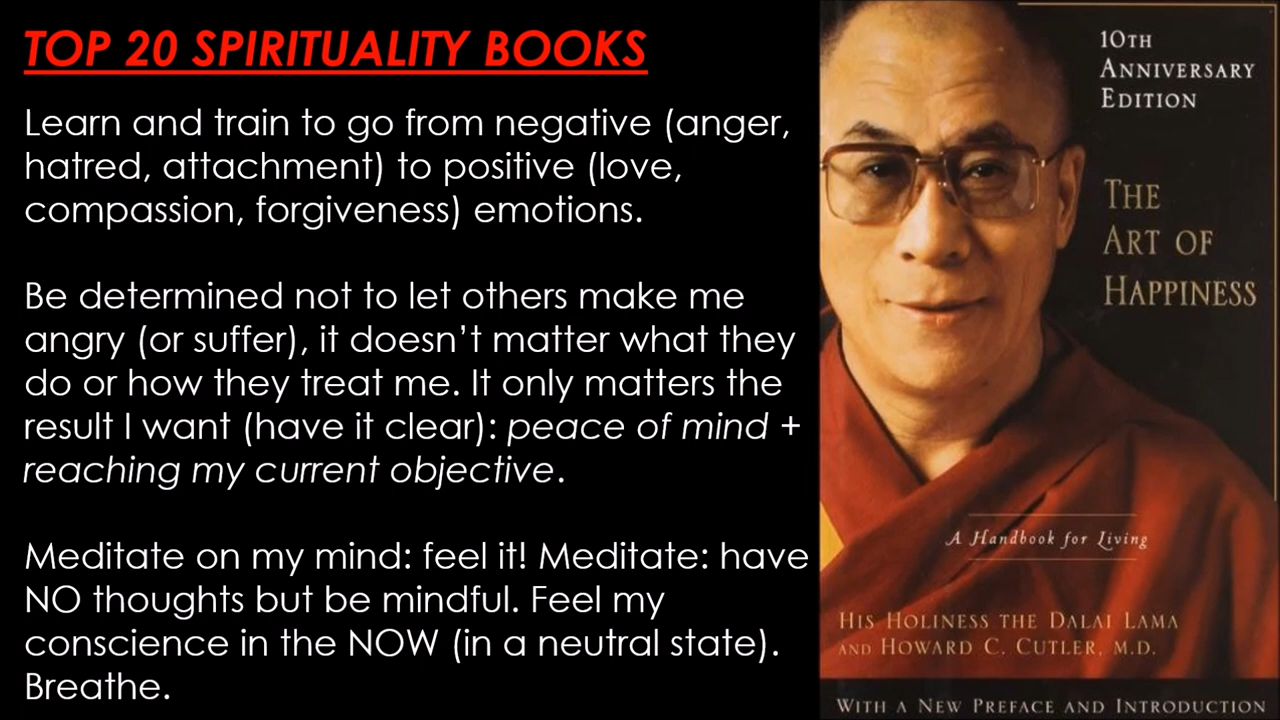 TOP 20 SPIRITUALITY BOOKS
Learn and train to go from negative (anger,
hatred, attachment) to positive (love,
compassion, forgiveness) emotions.
Be determined not to let others make me
angry (or suffer), it doesn’t matter what they
do or how they treat me. It only matters the
result I want (have it clear): peace of mind +
reaching my current objective.
Meditate on my mind: feel it! Meditate: have
NO thoughts but be mindful. Feel my
conscience in the NOW (in a neutral state).
Breathe.
10TH
ANNIVERSARY
EDITION
THE
ART OF
HAPPINESS
A Handbook for Living
HIS HOLINESS THE DALAI LAMA
AND HOWARD C. CUTLER, M.D.
WITH A NEW PREFACE AND INTRODUCTION